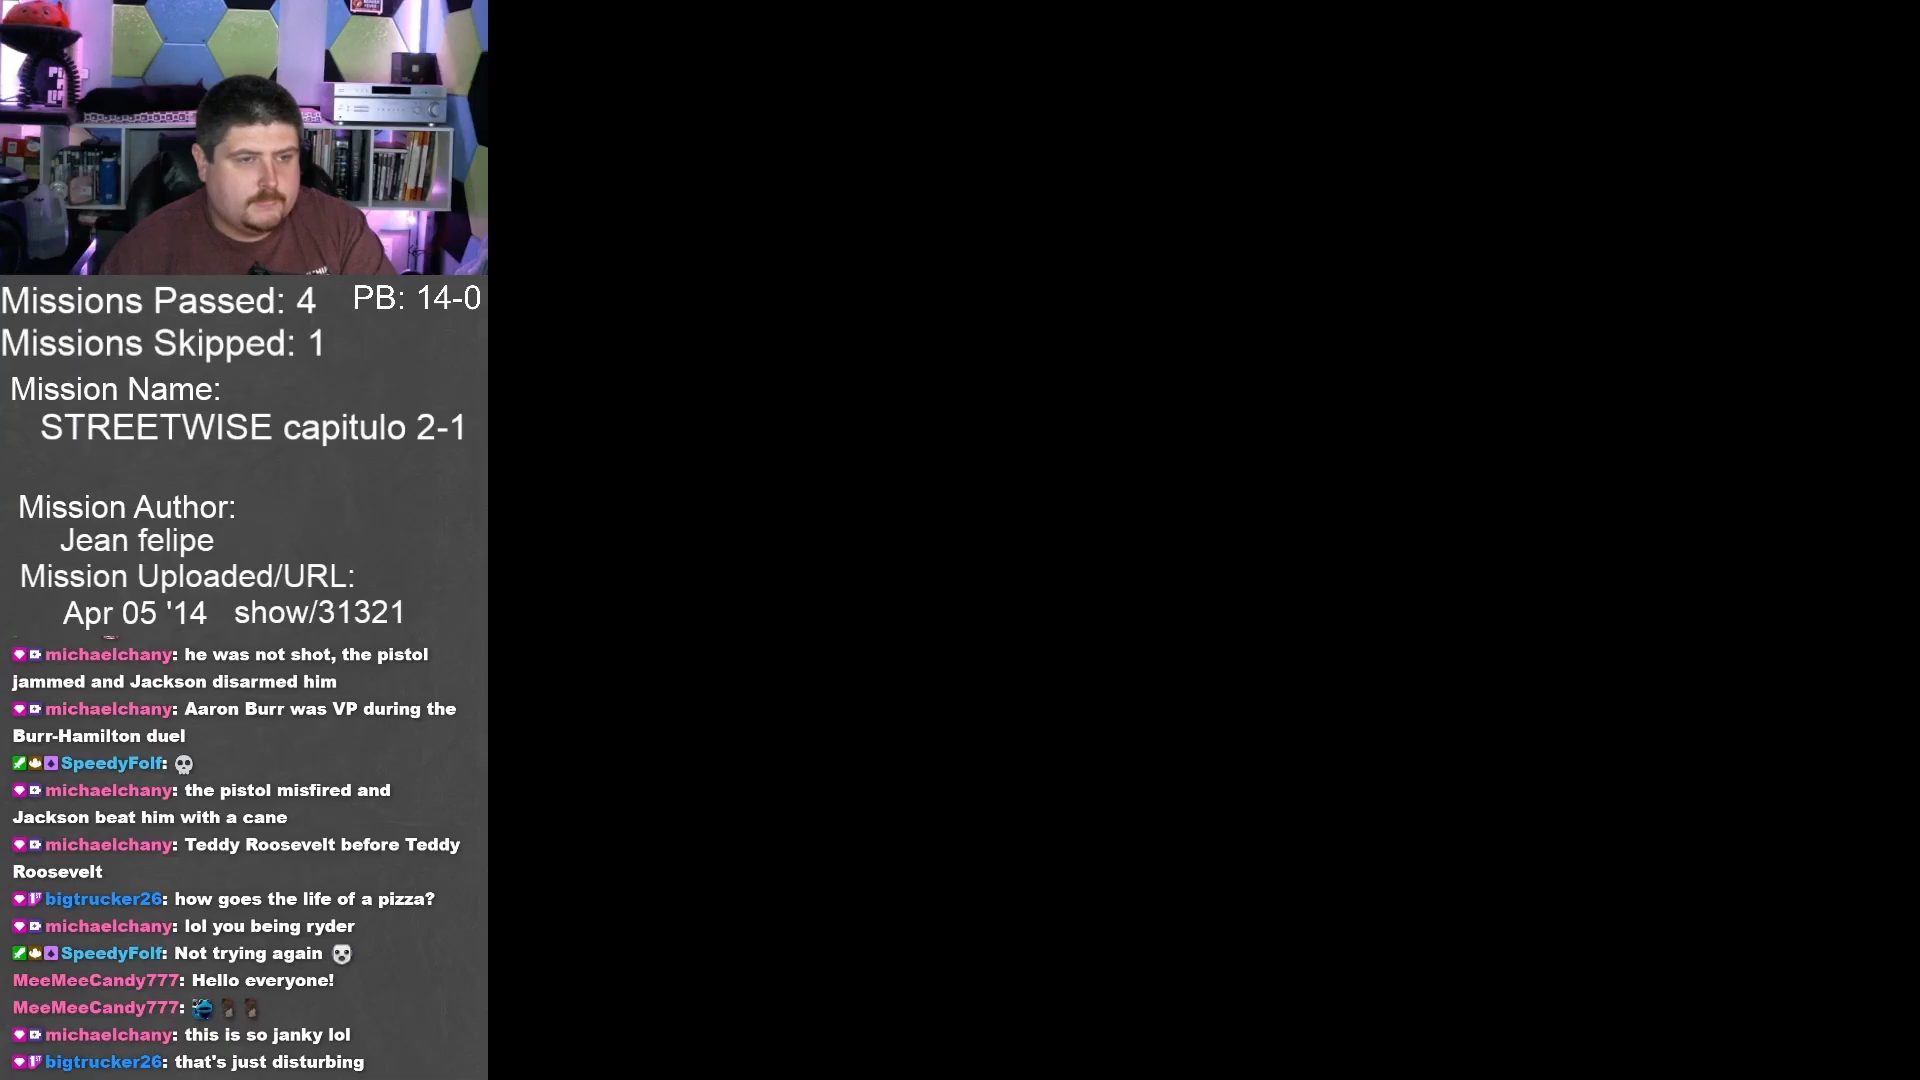 Missions Passed: 4 PB: 14-0
Missions Skipped: 1
Mission Name:
STREETWISE capitulo 2-1
Mission Author:
Jean felipe
Mission Uploaded/URL:
Apr 05 '14 show/31321
michaelchany: he was not shot, the pistol
jammed and Jackson disarmed him
michaelchany: Aaron Burr was VP during the
Burr-Hamilton duel
SpeedyFolf:
michaelchany: the pistol misfired and
Jackson beat him with a cane
michaelchany: Teddy Roosevelt before Teddy
Roosevelt
bigtrucker26: how goes the life of a pizza?
michaelchany: lol you being ryder
SpeedyFolf: Not trying again
MeeMeeCandy777: Hello everyone!
MeeMeeCandy777:
michaelchany: this is so janky lol
bigtrucker26: that's just disturbing